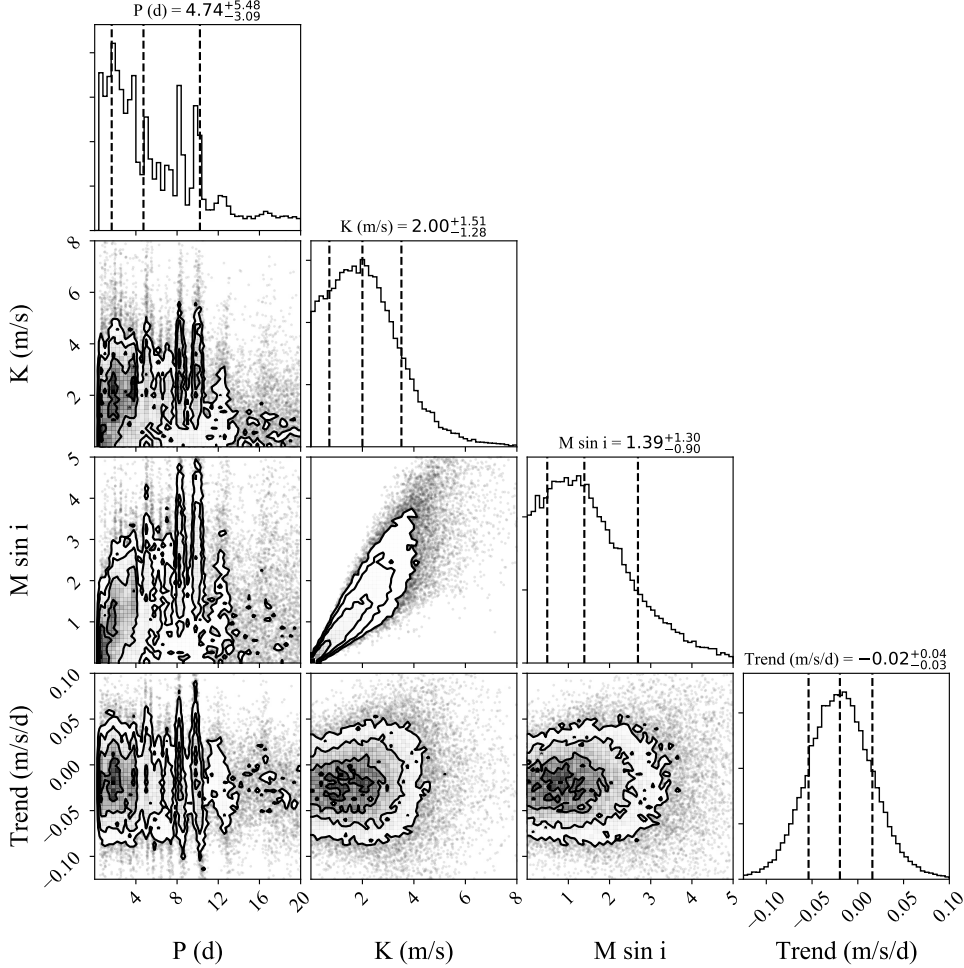 P (d) = 4.74+5.48−3.09
K (m/s) = 2.00+1.51−1.28
8
6
4
2
K (m/s)
M sin i = 1.39+1.30−0.90
5
4
3
2
1
M sin i
Trend (m/s/d) = −0.02+0.04−0.03
0.10
0.05
0.00
−0.05
−0.10
Trend (m/s/d)
4 8 12 16 20
2 4 6 8
1 2 3 4 5
−0.10 −0.05 0.00 0.05 0.10
P (d) K (m/s) M sin i Trend (m/s/d)